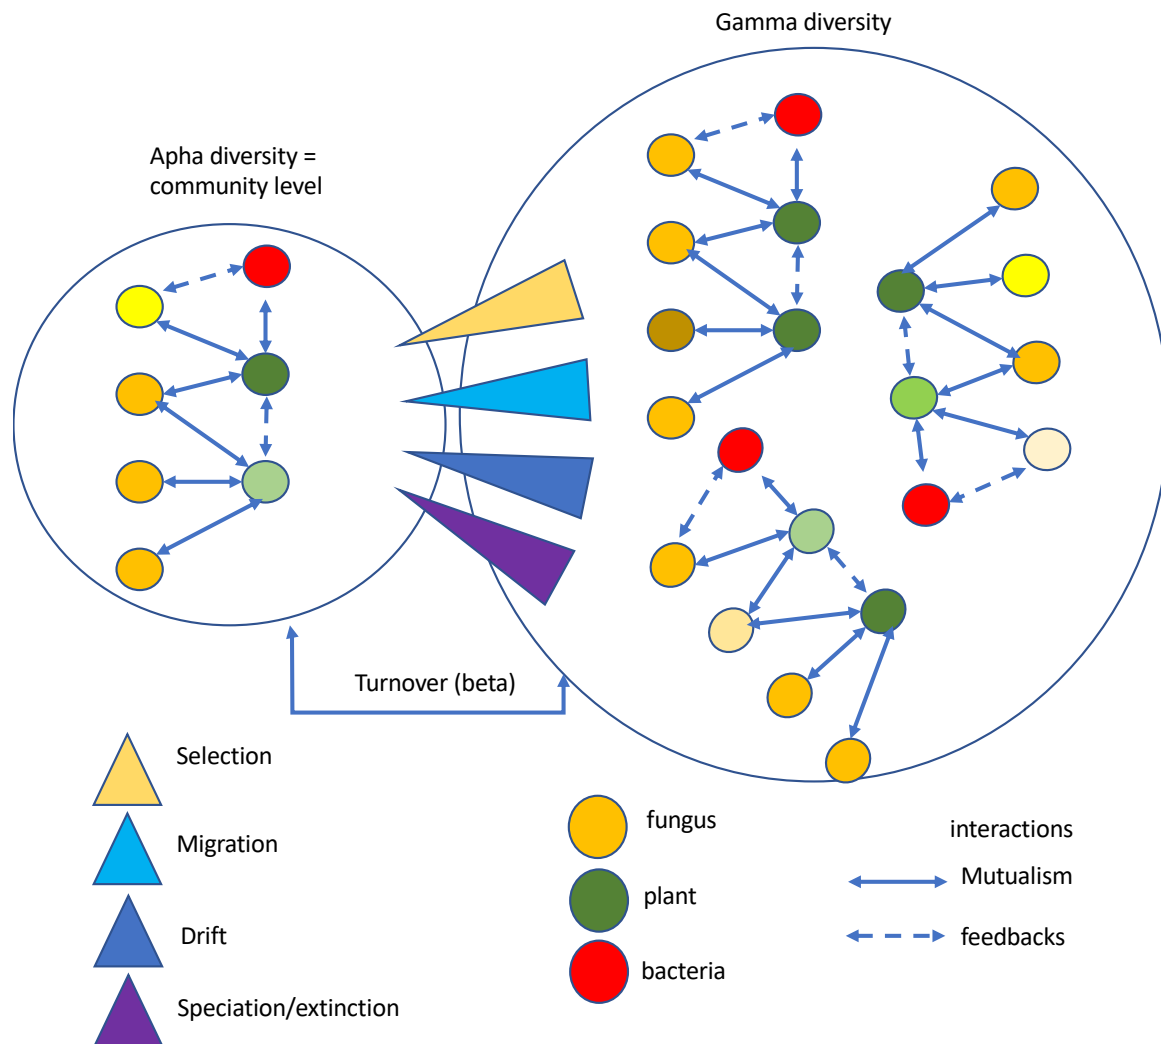 Gamma diversity
Apha diversity =
community level
Turnover (beta)
Selection
Migration
Drift
Speciation/extinction
fungus
plant
bacteria
interactions
Mutualism
feedbacks